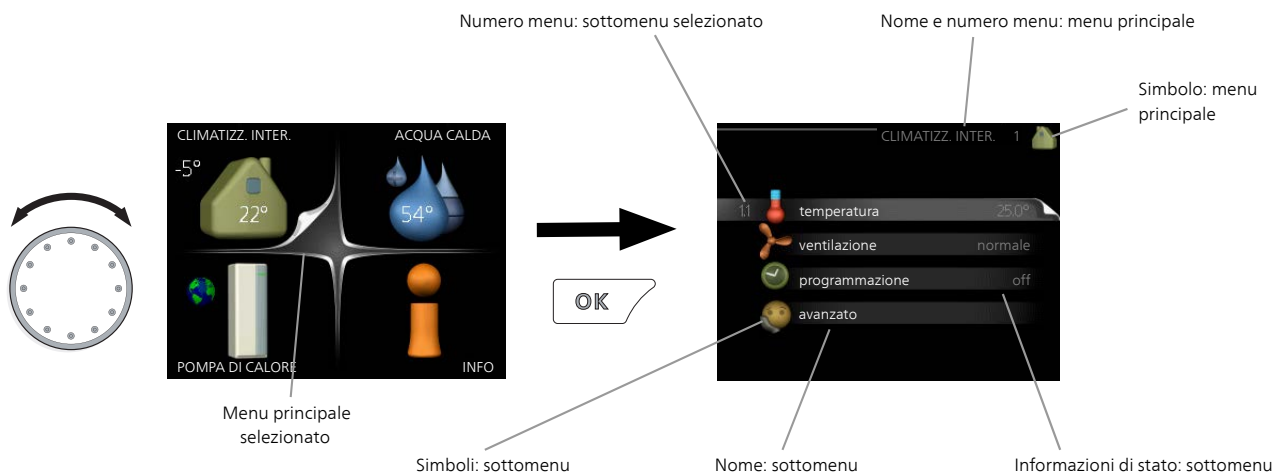 Numero menu: sottomenu selezionato
Nome e numero menu: menu principale
Simbolo: menu
principale
CLIMATIZZ. INTER.
ACQUA CALDA
-5°
22°
54°
POMPA DI CALORE
INFO
Menu principale
selezionato
OK
CLIMATIZZ. INTER. 1
1.1 temperatura 25.0°
ventilazione normale
programmazione off
avanzato
Simboli: sottomenu
Nome: sottomenu
Informazioni di stato: sottomenu